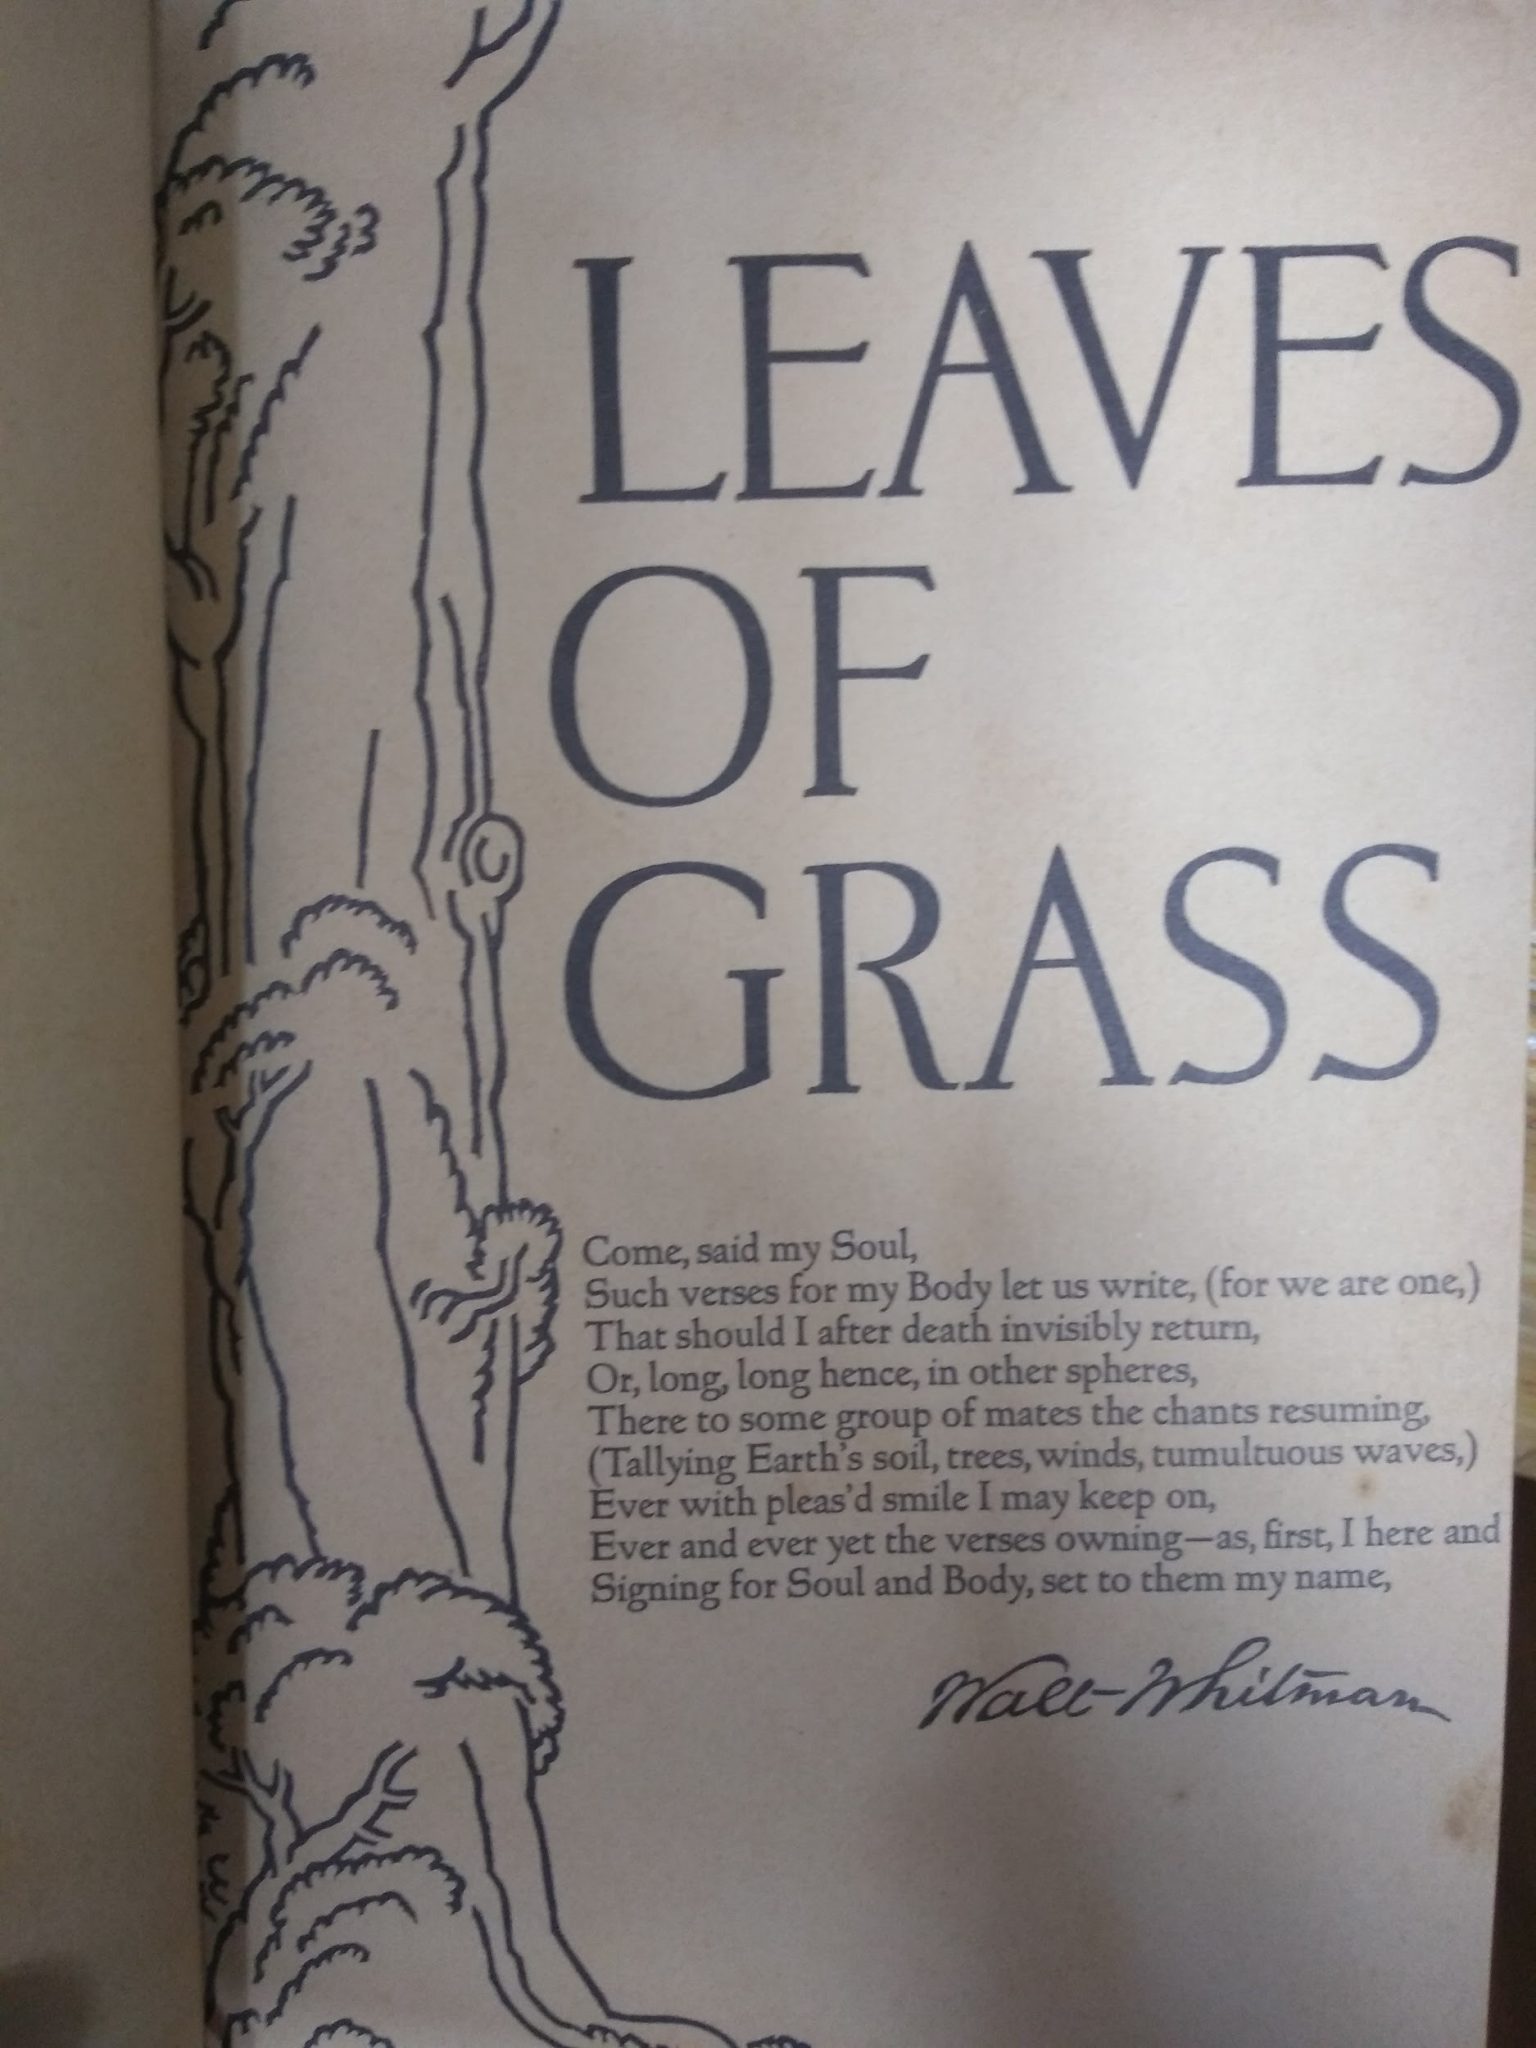 LEAVES
OF
GRASS
Come, said my Soul,
Such verses for my Body let us write, (for we are one,)
That should I after death invisibly return,
Or, long, long hence, in other spheres,
There to some group of mates the chants resuming,
(Tallying Earth's soil, trees, winds, tumultuous waves,)
Ever with pleas'd smile I may keep on,
Ever and ever yet the verses owning—as, first, I here and
Signing for Soul and Body, set to them my name,
Walt Whitman